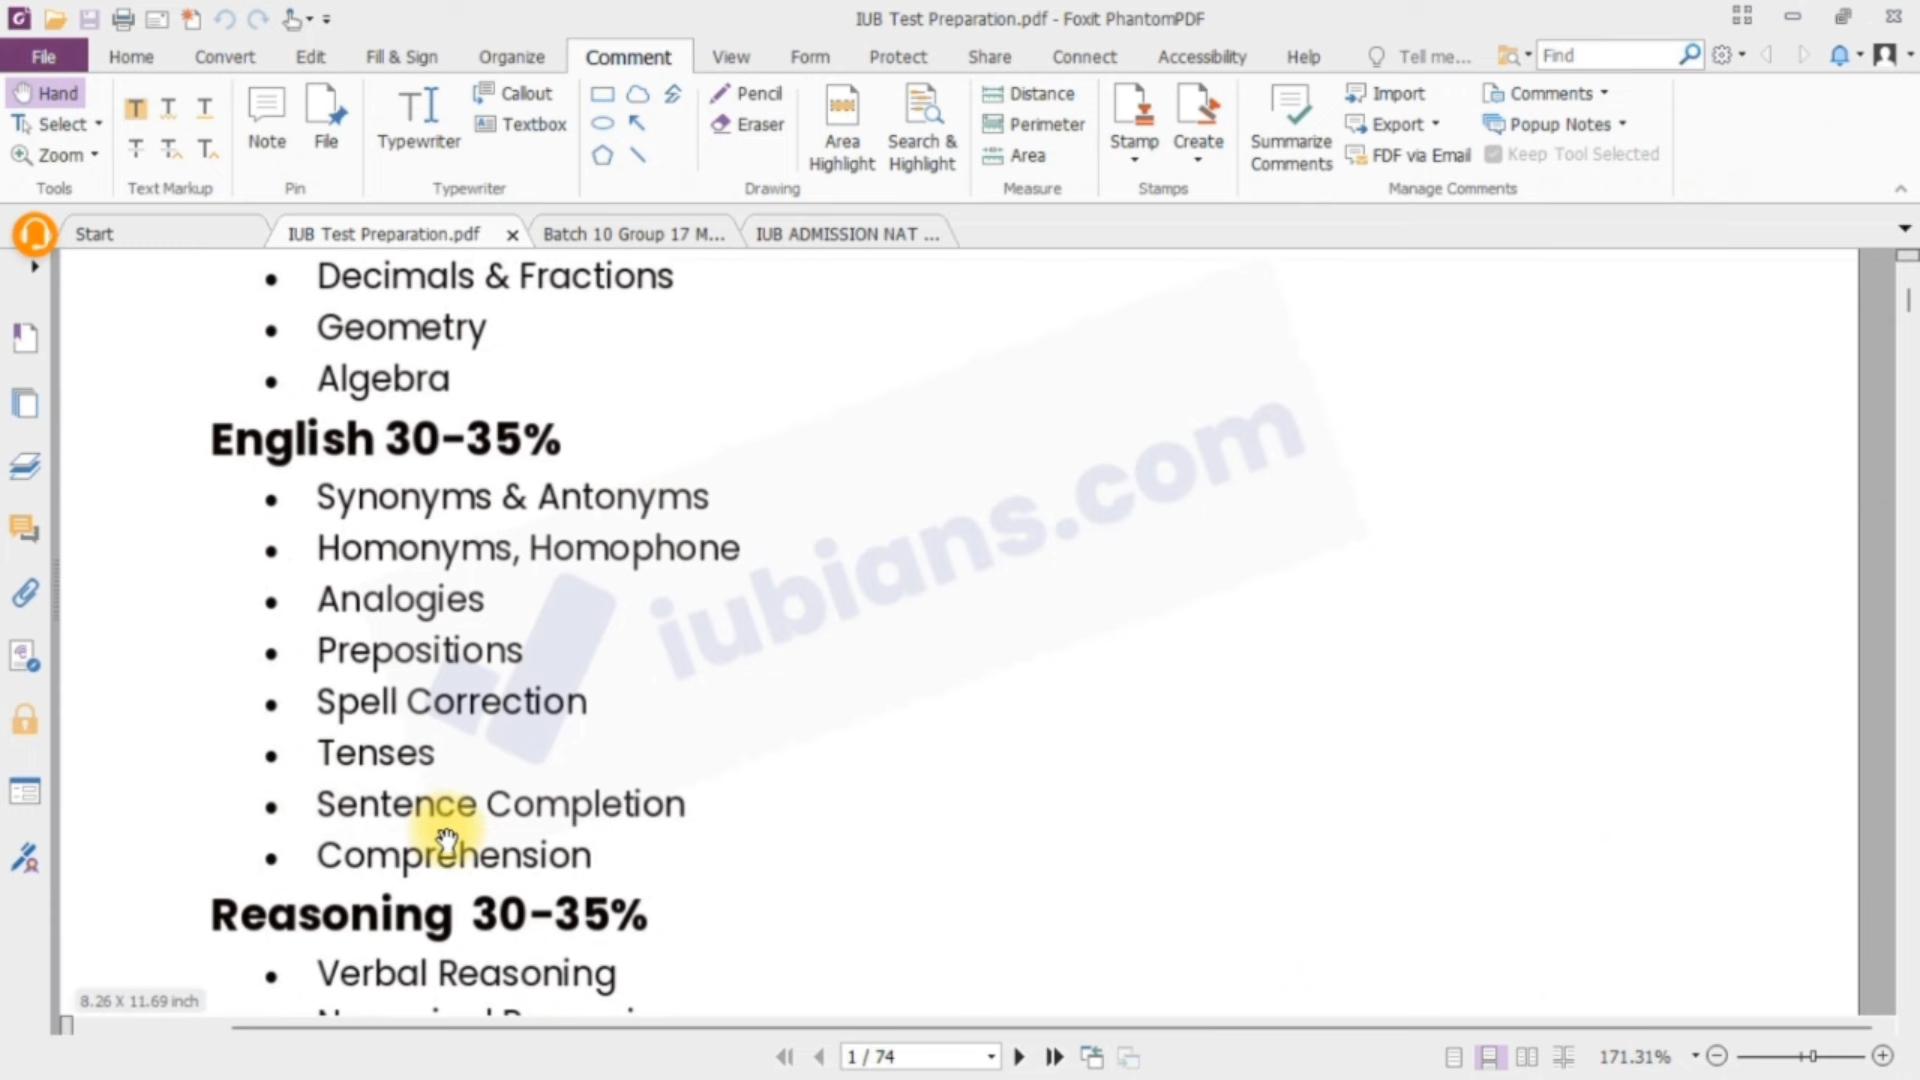 IUB Test Preparation.pdf - Foxit PhantomPDF
File Home Convert Edit Fill & Sign Organize Comment View Form Protect Share Connect Accessibility Help Tell me... Find
Hand
Select
Zoom
Tools
Text Markup
Note
File
Pin
Typewriter
Callout
Textbox
Typewriter
Pencil
Eraser
Area Highlight
Search & Highlight
Drawing
Distance
Perimeter
Area
Measure
Stamp
Create
Stamps
Summarize Comments
Import
Export
FDF via Email
Comments
Popup Notes
Keep Tool Selected
Manage Comments
Start
IUB Test Preparation.pdf
Batch 10 Group 17 M...
IUB ADMISSION NAT ...
• Decimals & Fractions
• Geometry
• Algebra
English 30-35%
• Synonyms & Antonyms
• Homonyms, Homophone
• Analogies
• Prepositions
• Spell Correction
• Tenses
• Sentence Completion
• Comprehension
Reasoning 30-35%
• Verbal Reasoning
iubians.com
8.26 X 11.69 inch
1 / 74
171.31%